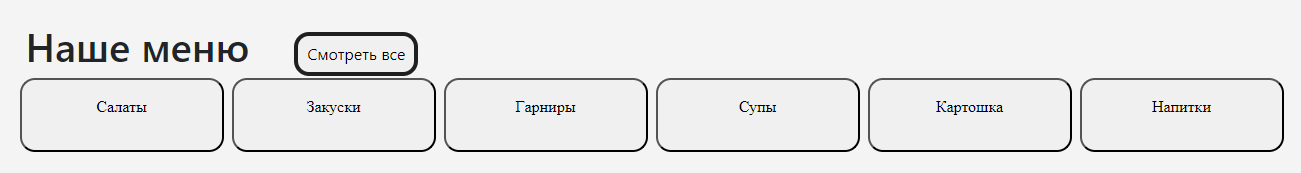 Наше меню
Смотреть все
Салаты
Закуски
Гарниры
Супы
Картошка
Напитки